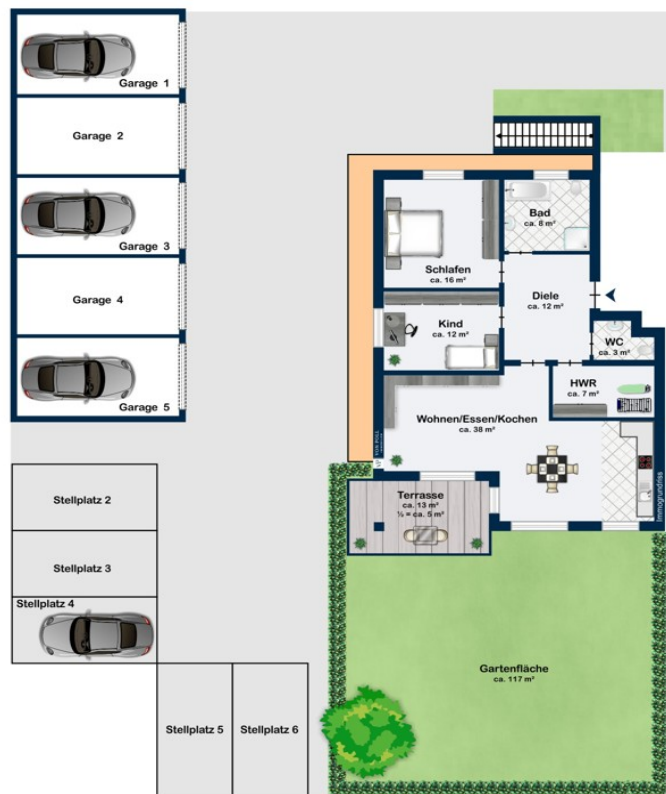 Garage 1
Garage 2
Garage 3
Garage 4
Garage 5
Bad
ca. 8 m²
Schlafen
ca. 16 m²
Diele
ca. 12 m²
Kind
ca. 12 m²
WC
ca. 3 m²
HWR
ca. 7 m²
Wohnen/Essen/Kochen
ca. 38 m²
VON POLL
Immogrundriss
Terrasse
ca. 13 m²
½ = ca. 5 m²
Stellplatz 2
Stellplatz 3
Stellplatz 4
Stellplatz 5
Stellplatz 6
Gartenfläche
ca. 117 m²